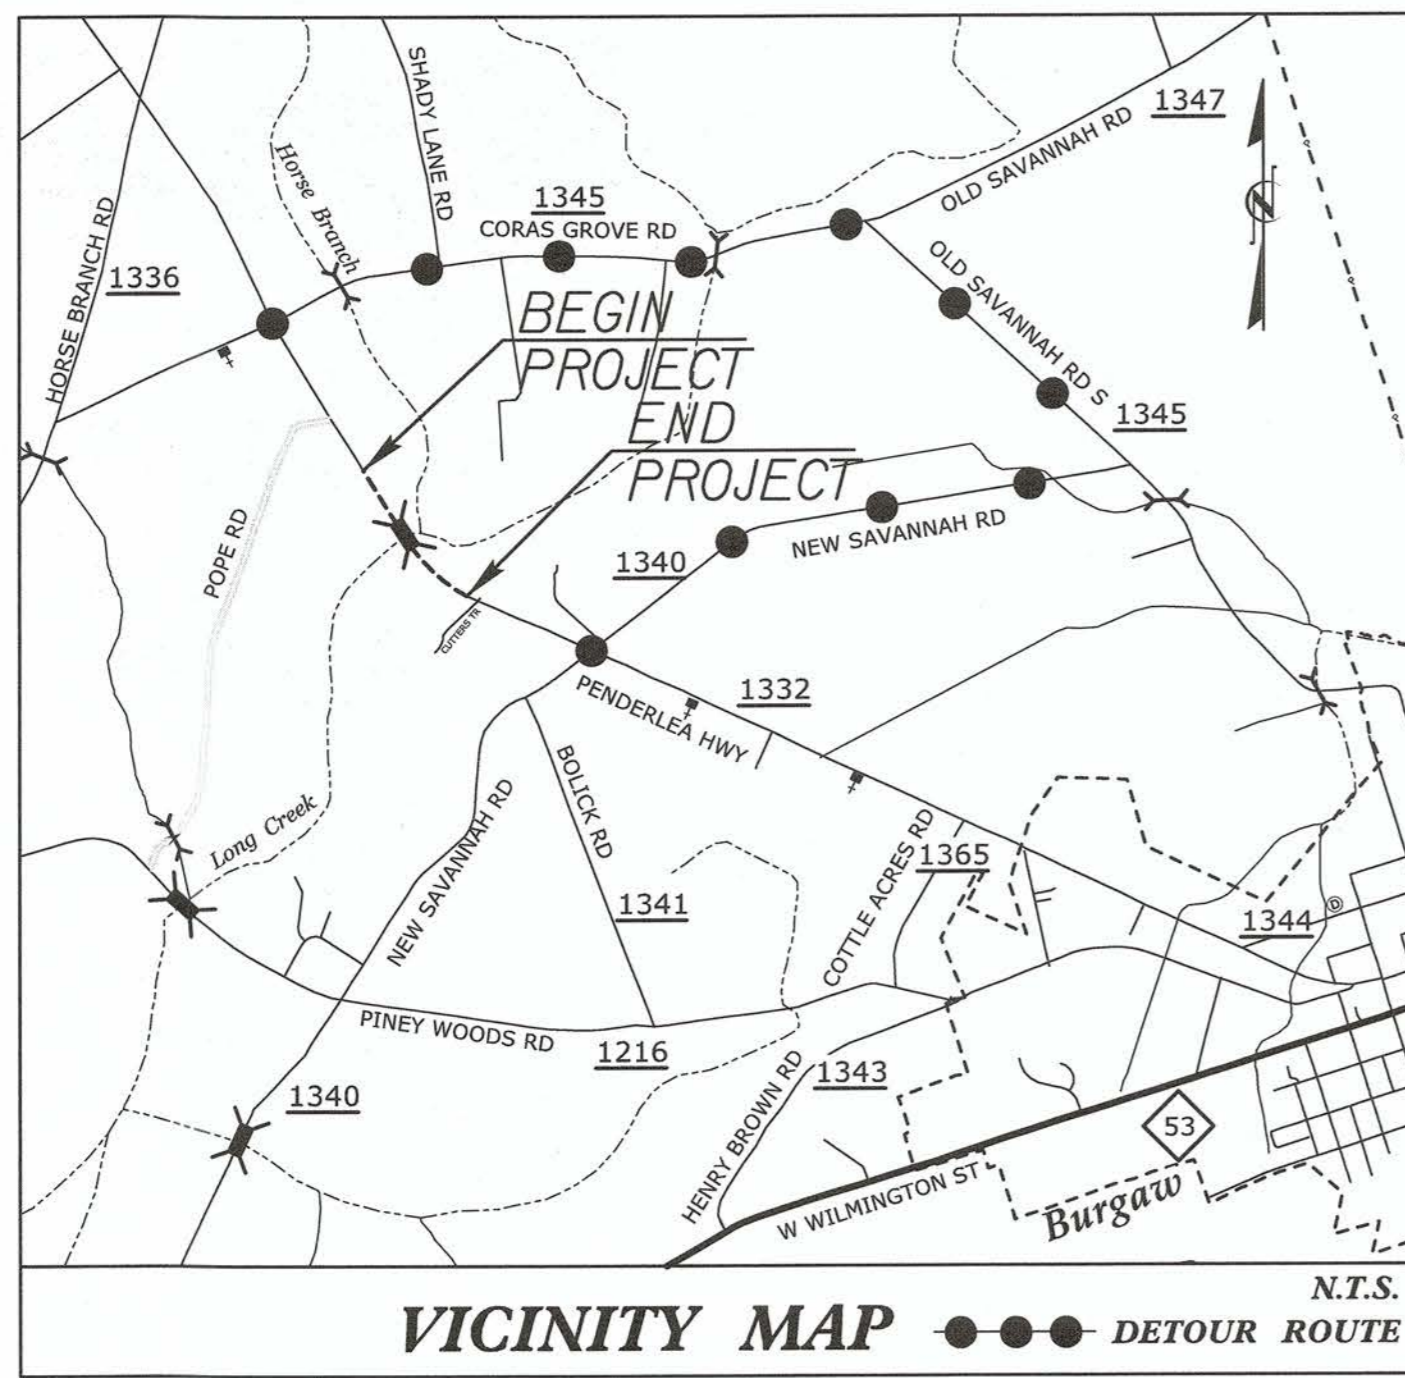 SHADY LANE RD
1347
OLD SAVANNAH RD
Horse Branch
1345
CORAS GROVE RD
N
HORSE BRANCH RD
1336
OLD SAVANNAH RD S
BEGIN
PROJECT
END
PROJECT
1345
POPE RD
NEW SAVANNAH RD
1340
CUTTERS TR
PENDERLEA HWY
1332
BOLICK RD
Long Creek
NEW SAVANNAH RD
COTTLE ACRES RD
1365
1341
1344
D
PINEY WOODS RD
1216
1343
1340
HENRY BROWN RD
53
W WILMINGTON ST
Burgaw
N.T.S.
VICINITY MAP
DETOUR ROUTE